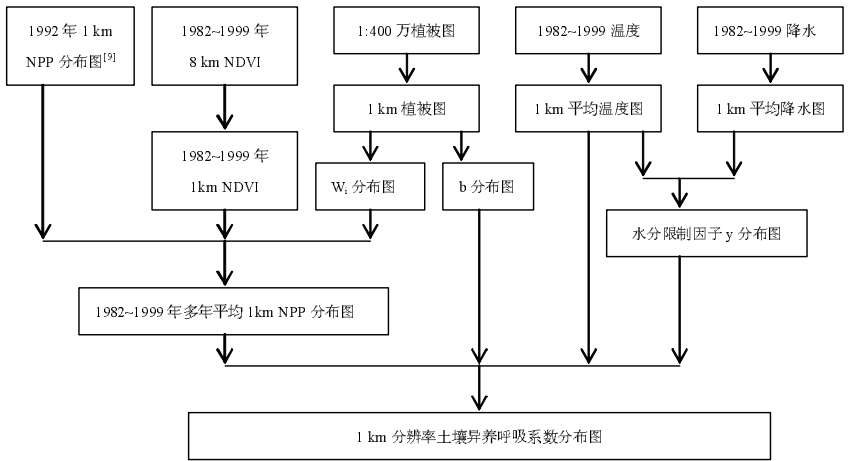 1992 年 1 km
NPP 分布图[9]
1982~1999 年
8 km NDVI
1:400 万植被图
1982~1999 温度
1982~1999 降水
1 km 植被图
1 km 平均温度图
1 km 平均降水图
1982~1999 年
1km NDVI
Wi 分布图
b 分布图
水分限制因子 y 分布图
1982~1999 年多年平均 1km NPP 分布图
1 km 分辨率土壤异养呼吸系数分布图